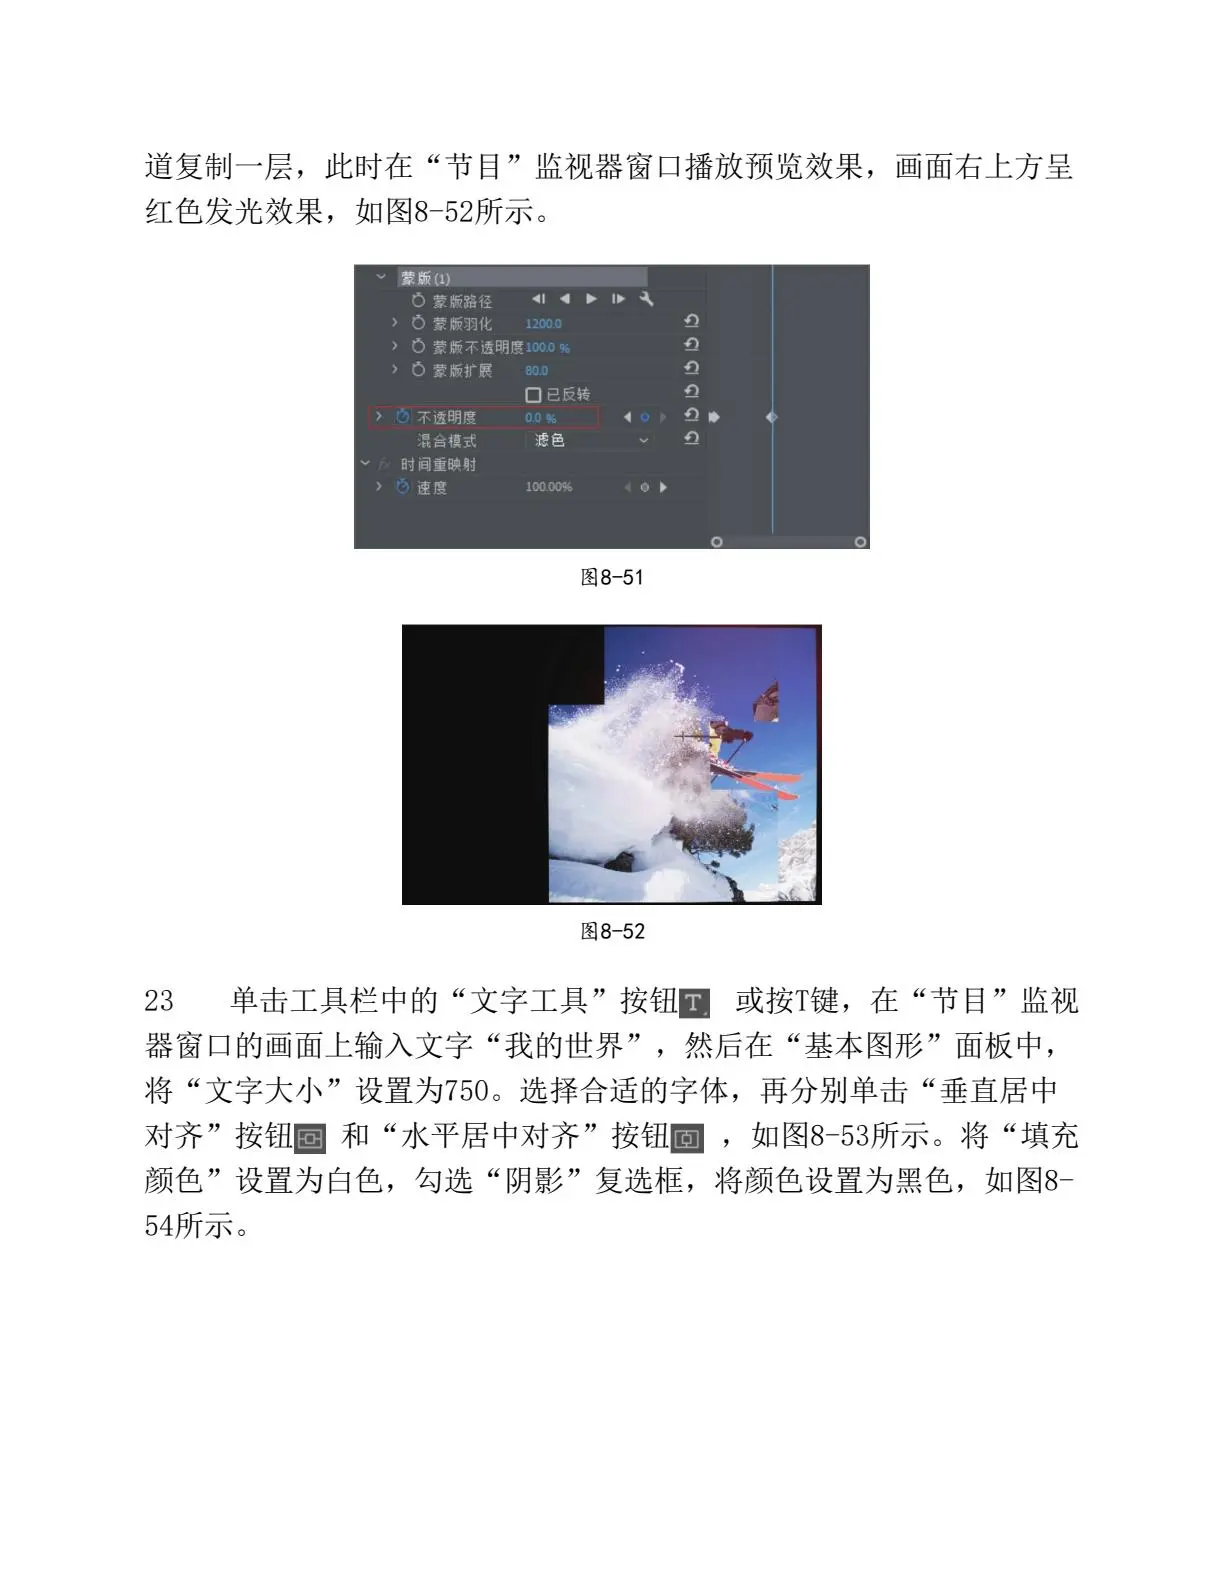 道复制一层，此时在“节目”监视器窗口播放预览效果，画面右上方呈
红色发光效果，如图8-52所示。
蒙版(1)
蒙版路径
蒙版羽化 1200.0
蒙版不透明度 100.0 %
蒙版扩展 80.0
已反转
不透明度 0.0 %
混合模式 滤色
fx 时间重映射
速度 100.00%
图8-51
图8-52
23 单击工具栏中的“文字工具”按钮T 或按T键，在“节目”监视
器窗口的画面上输入文字“我的世界”，然后在“基本图形”面板中，
将“文字大小”设置为750。选择合适的字体，再分别单击“垂直居中
对齐”按钮 和“水平居中对齐”按钮 ，如图8-53所示。将“填充
颜色”设置为白色，勾选“阴影”复选框，将颜色设置为黑色，如图8-
54所示。